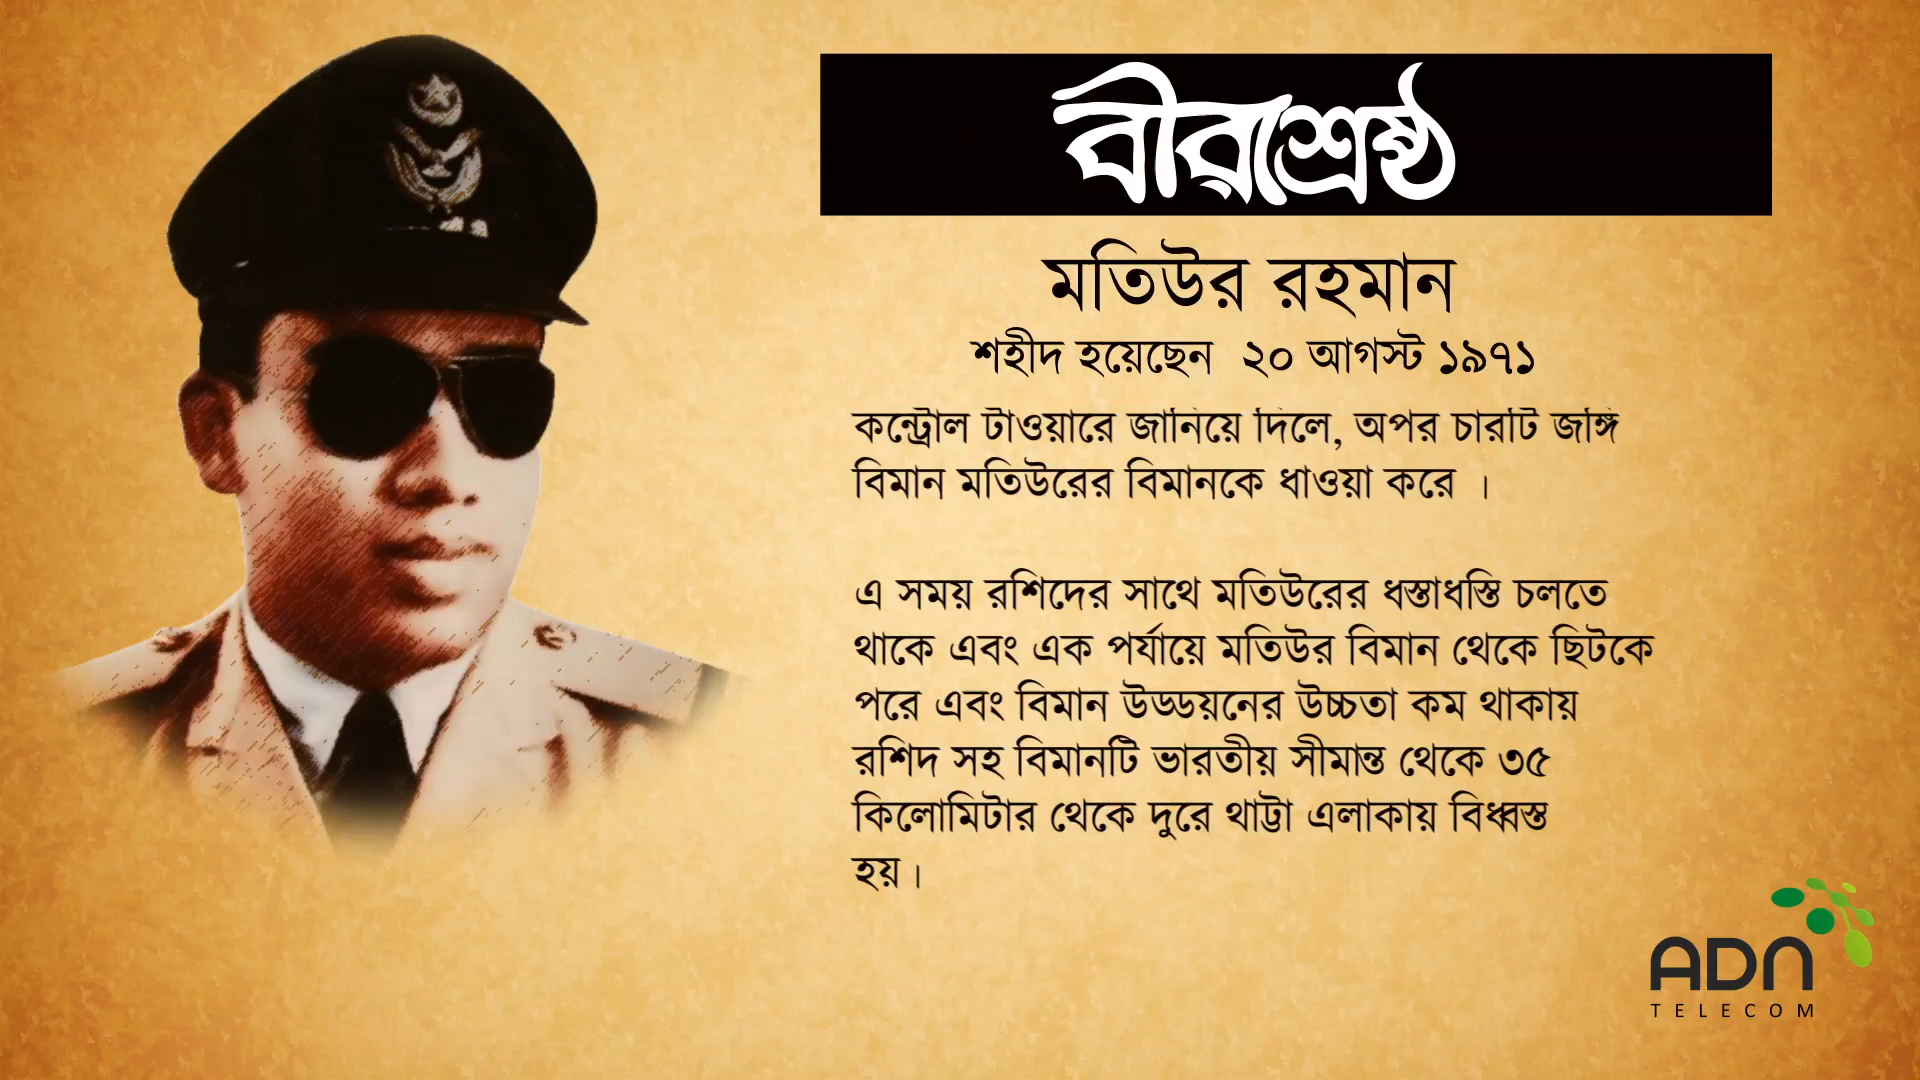 বীরশ্রেষ্ঠ
মতিউর রহমান
শহীদ হয়েছেন ২০ আগস্ট ১৯৭১
কন্ট্রোল টাওয়ারে জানিয়ে দিলে, অপর চারটি জঙ্গি
বিমান মতিউরের বিমানকে ধাওয়া করে ।
এ সময় রশিদের সাথে মতিউরের ধস্তাধস্তি চলতে
থাকে এবং এক পর্যায়ে মতিউর বিমান থেকে ছিটকে
পরে এবং বিমান উড্ডয়নের উচ্চতা কম থাকায়
রশিদ সহ বিমানটি ভারতীয় সীমান্ত থেকে ৩৫
কিলোমিটার থেকে দুরে থাট্টা এলাকায় বিধ্বস্ত
হয়।
ADN
TELECOM